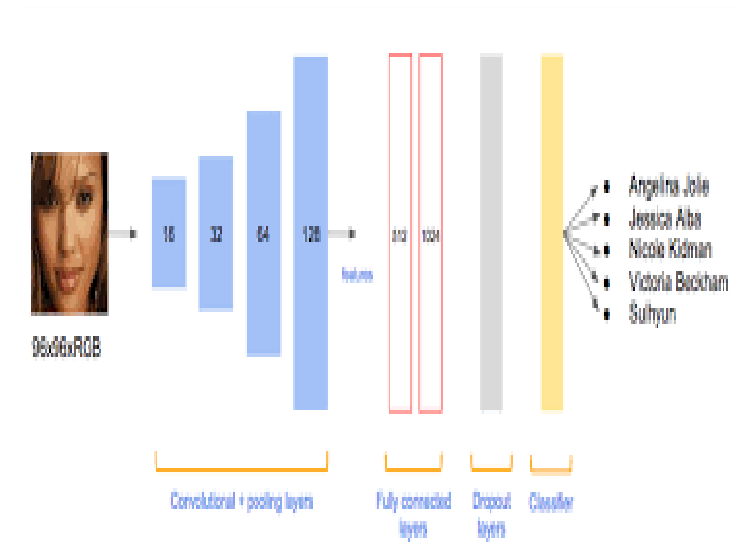 96x96xRGB
16
32
64
128
features
512
1024
Angelina Jolie
Jessica Alba
Nicole Kidman
Victoria Beckham
Sulhyun
Convolutional + pooling layers
Fully connected
layers
Dropout
layers
Classifier